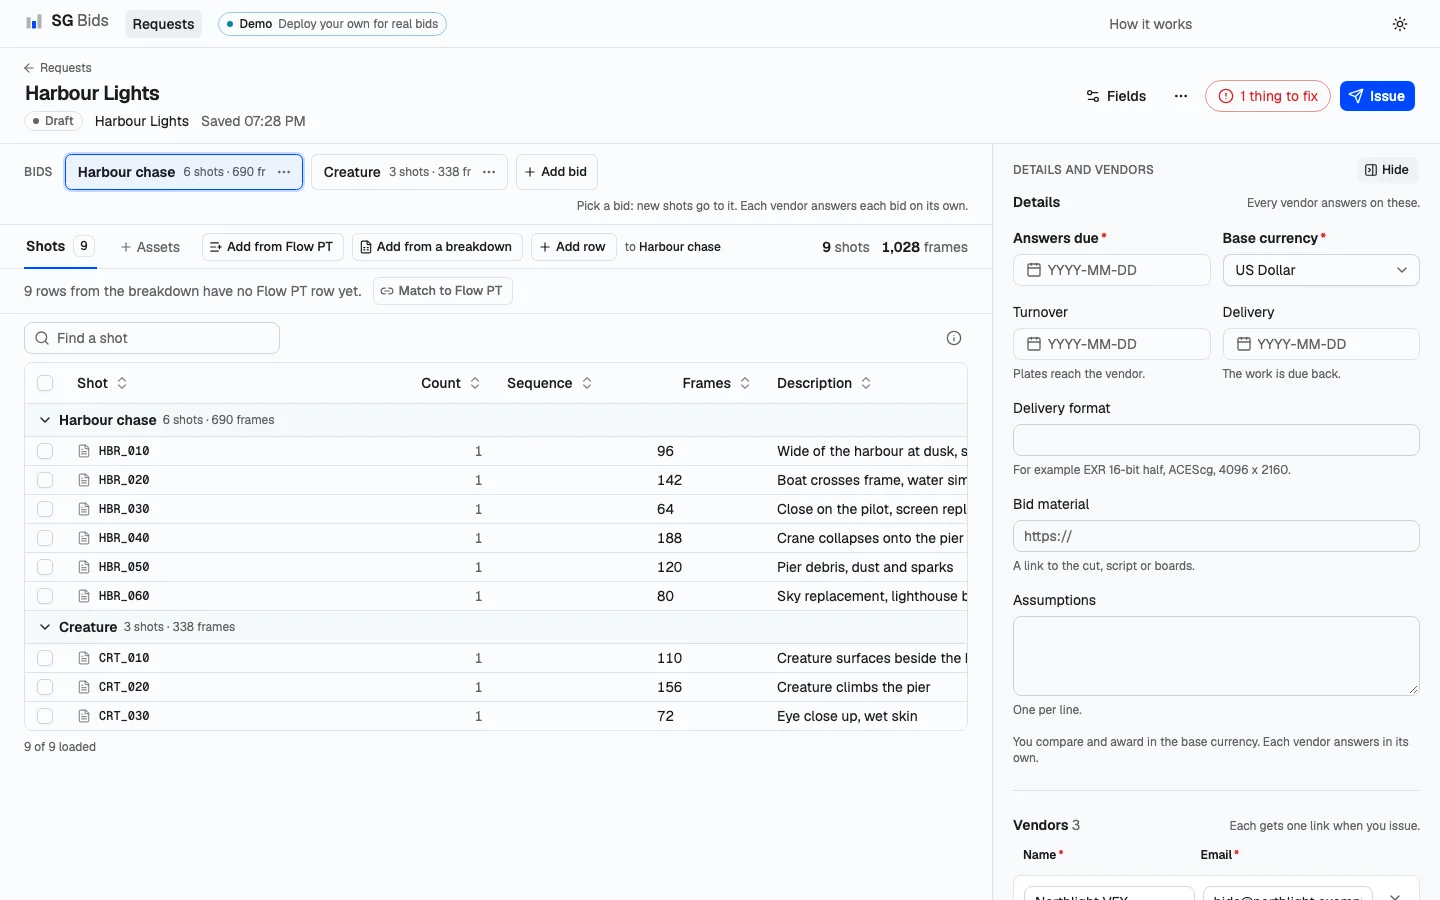 SG Bids
Requests
Demo Deploy your own for real bids
How it works
Requests
Harbour Lights
Draft Harbour Lights Saved 07:28 PM
Fields
1 thing to fix
Issue
BIDS
Harbour chase 6 shots · 690 fr
Creature 3 shots · 338 fr
+ Add bid
Pick a bid: new shots go to it. Each vendor answers each bid on its own.
Shots 9
+ Assets
Add from Flow PT
Add from a breakdown
+ Add row
to Harbour chase
9 shots 1,028 frames
9 rows from the breakdown have no Flow PT row yet.
Match to Flow PT
Find a shot
Shot Count Sequence Frames Description
Harbour chase 6 shots · 690 frames
HBR_010 1 96 Wide of the harbour at dusk, s
HBR_020 1 142 Boat crosses frame, water sim
HBR_030 1 64 Close on the pilot, screen repl
HBR_040 1 188 Crane collapses onto the pier
HBR_050 1 120 Pier debris, dust and sparks
HBR_060 1 80 Sky replacement, lighthouse b
Creature 3 shots · 338 frames
CRT_010 1 110 Creature surfaces beside the
CRT_020 1 156 Creature climbs the pier
CRT_030 1 72 Eye close up, wet skin
9 of 9 loaded
DETAILS AND VENDORS
Hide
Details
Every vendor answers on these.
Answers due *
Base currency *
YYYY-MM-DD
US Dollar
Turnover
Delivery
YYYY-MM-DD
YYYY-MM-DD
Plates reach the vendor.
The work is due back.
Delivery format
For example EXR 16-bit half, ACEScg, 4096 x 2160.
Bid material
https://
A link to the cut, script or boards.
Assumptions
One per line.
You compare and award in the base currency. Each vendor answers in its
own.
Vendors 3
Each gets one link when you issue.
Name *
Email *
Northlight VFX